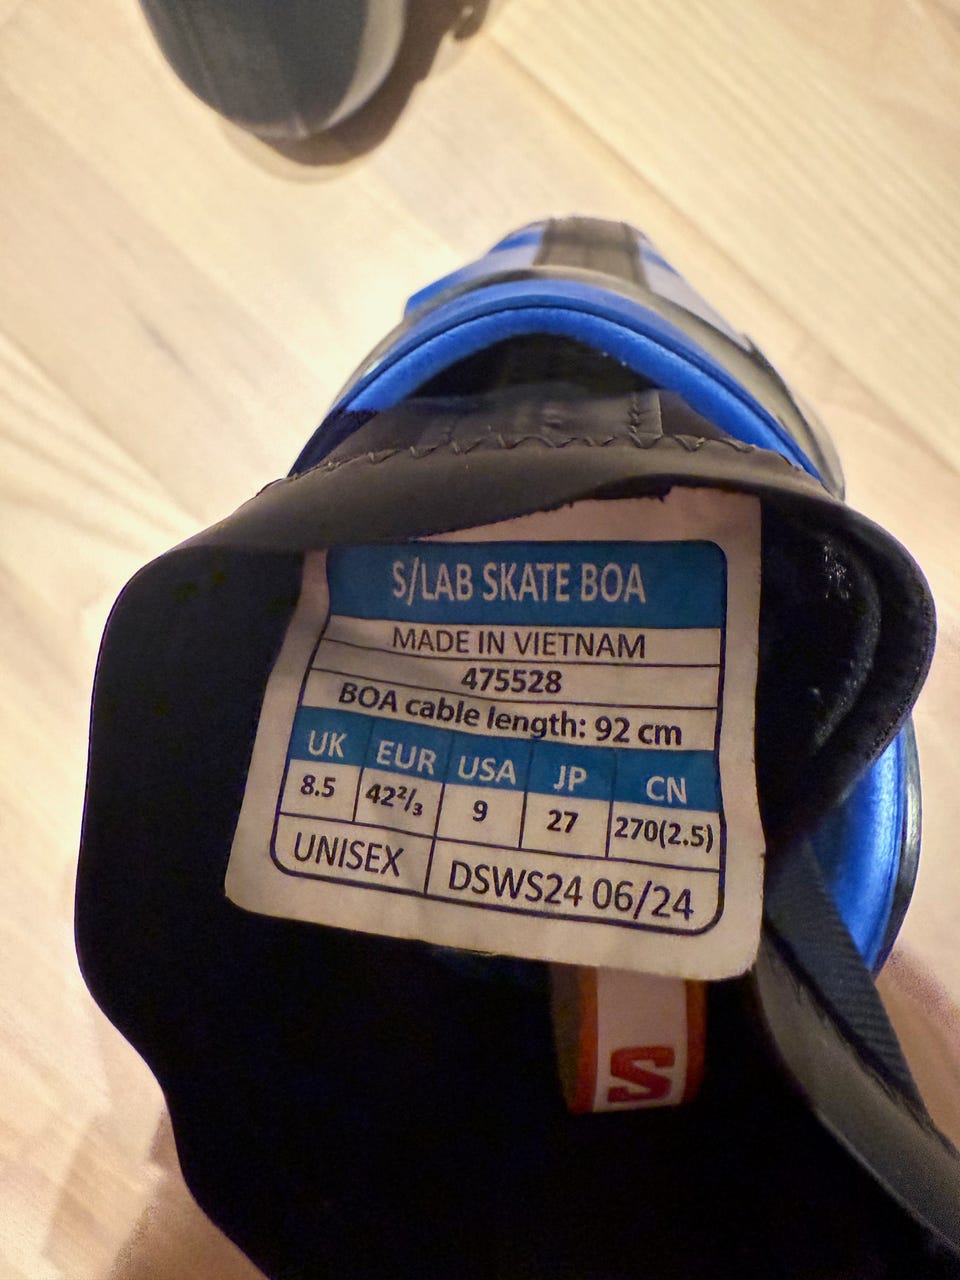 S/LAB SKATE BOA
MADE IN VIETNAM
475528
BOA cable length: 92 cm
UK EUR USA JP CN
8.5 42²/₃ 9 27 270(2.5)
UNISEX DSWS24 06/24
S